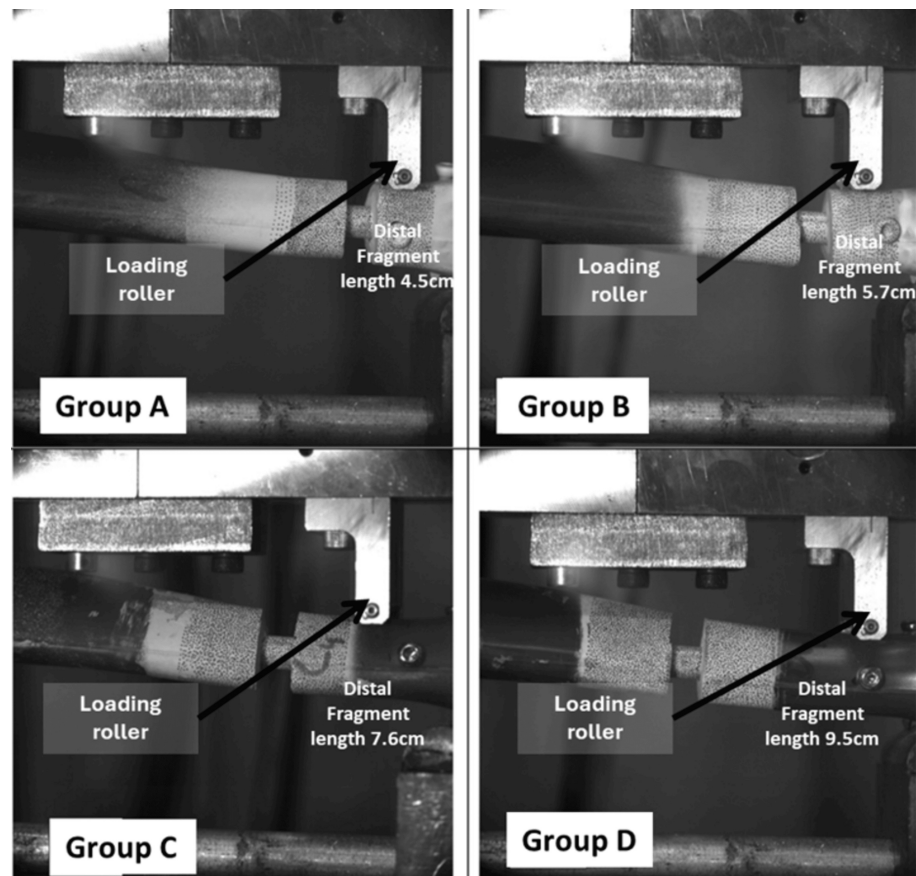 Loading
roller
Distal
Fragment
length 4.5cm
Group A
Loading
roller
Distal
Fragment
length 5.7cm
Group B
Loading
roller
Distal
Fragment
length 7.6cm
Group C
Loading
roller
Distal
Fragment
length 9.5cm
Group D